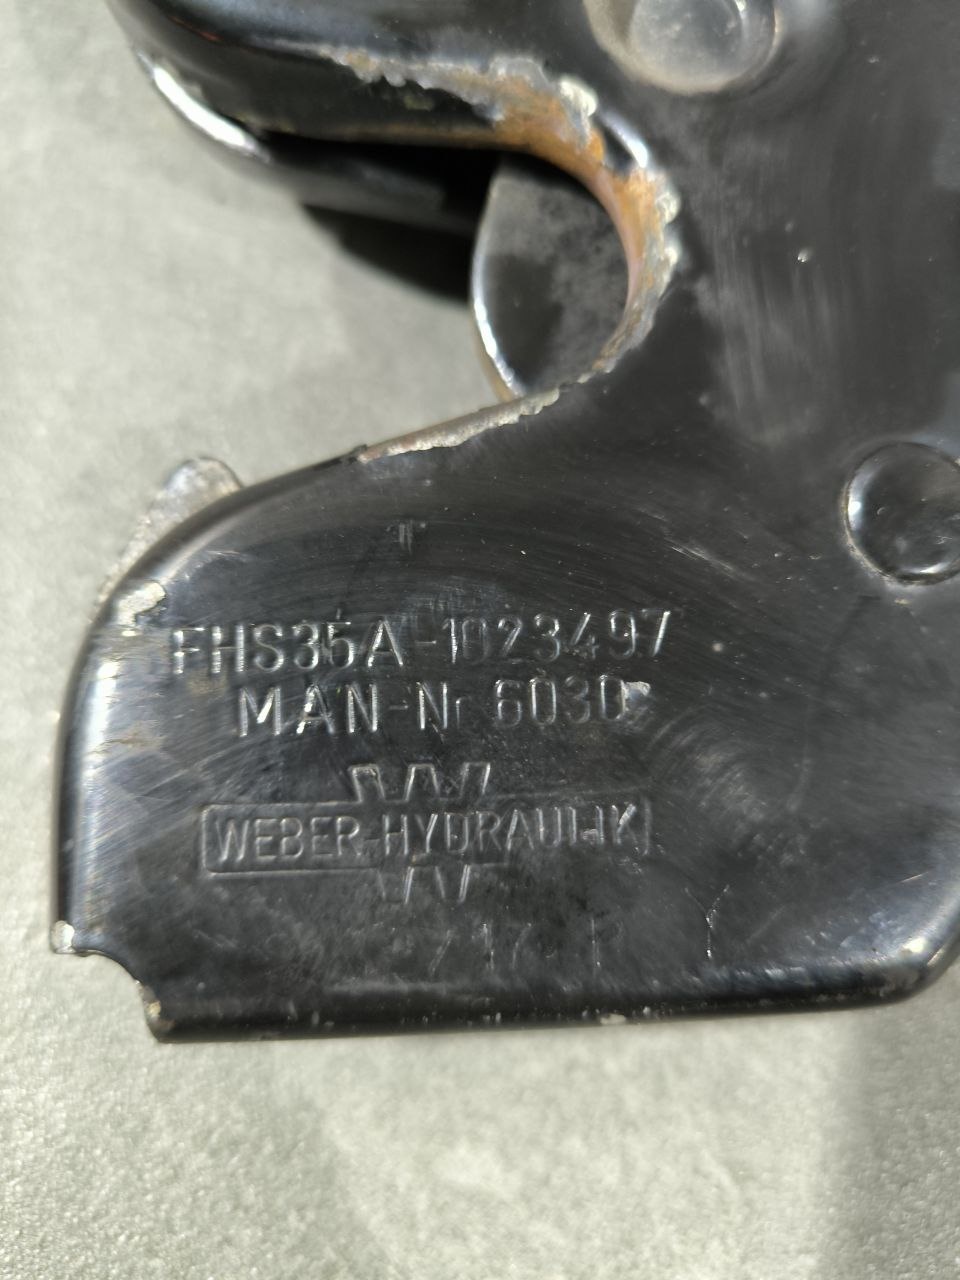 FHS35A-1023497
MAN-Nr 6030
WEBER-HYDRAULIK